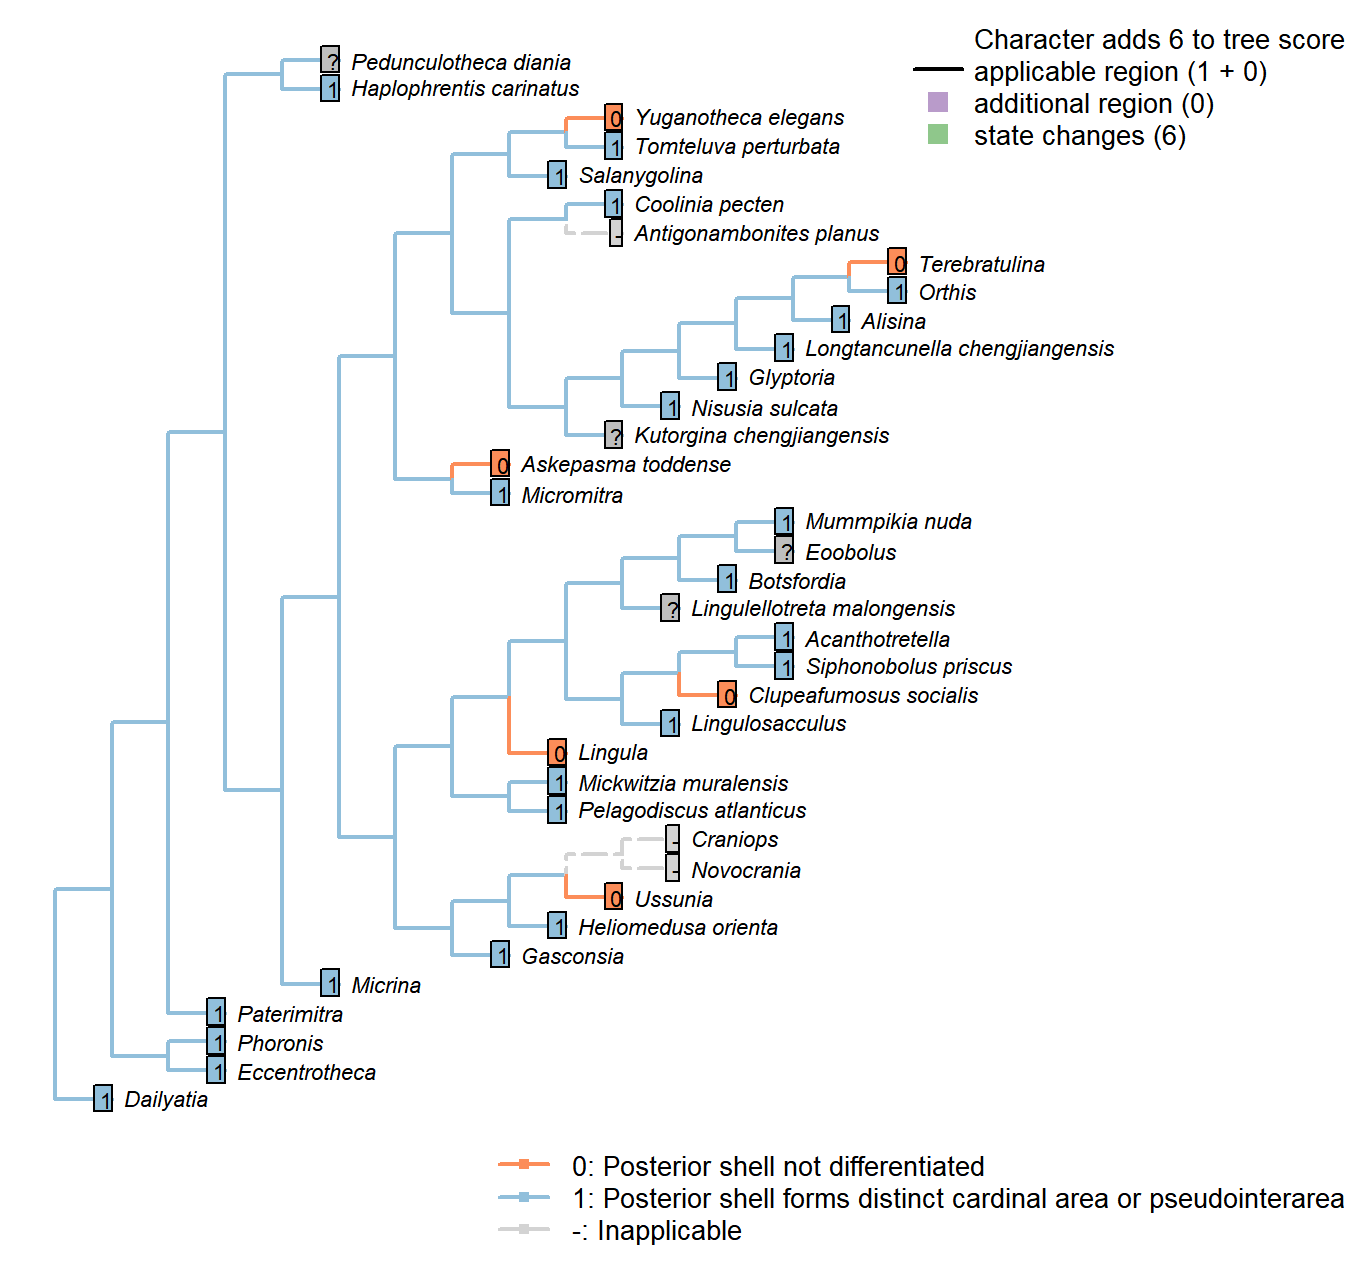 Character adds 6 to tree score
applicable region (1 + 0)
additional region (0)
state changes (6)
? Pedunculotheca diania
1 Haplophrentis carinatus
0 Yuganotheca elegans
1 Tomteluva perturbata
1 Salanygolina
1 Coolinia pecten
- Antigonambonites planus
0 Terebratulina
1 Orthis
1 Alisina
1 Longtancunella chengjiangensis
1 Glyptoria
1 Nisusia sulcata
? Kutorgina chengjiangensis
0 Askepasma toddense
1 Micromitra
1 Mummpikia nuda
? Eoobolus
1 Botsfordia
? Lingulellotreta malongensis
1 Acanthotretella
1 Siphonobolus priscus
0 Clupeafumosus socialis
1 Lingulosacculus
0 Lingula
1 Mickwitzia muralensis
1 Pelagodiscus atlanticus
- Craniops
- Novocrania
0 Ussunia
1 Heliomedusa orienta
1 Gasconsia
1 Micrina
1 Paterimitra
1 Phoronis
1 Eccentrotheca
1 Dailyatia
0: Posterior shell not differentiated
1: Posterior shell forms distinct cardinal area or pseudointerarea
-: Inapplicable